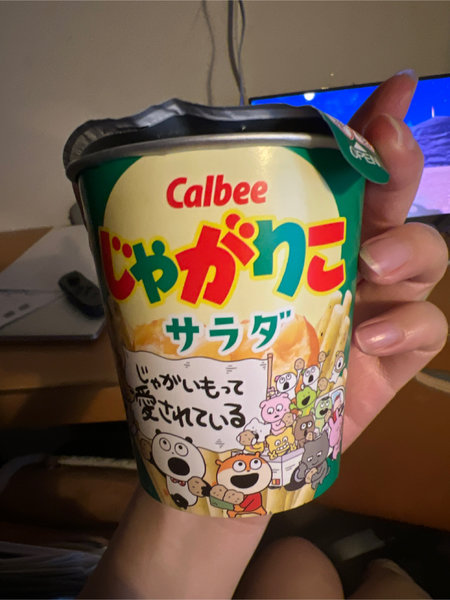 Calbee
じゃがりこ
サラダ
じゃがいもって
愛されている
OPEN